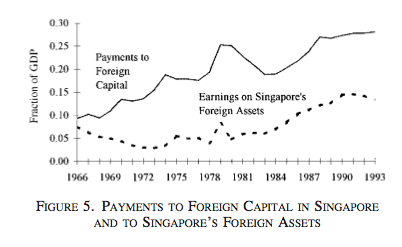 0.30
0.25
0.20
0.15
0.10
0.05
0.00
Fraction of GDP
Payments to
Foreign
Capital
Earnings on Singapore's
Foreign Assets
1966 1969 1972 1975 1978 1981 1984 1987 1990 1993
FIGURE 5. PAYMENTS TO FOREIGN CAPITAL IN SINGAPORE
AND TO SINGAPORE'S FOREIGN ASSETS